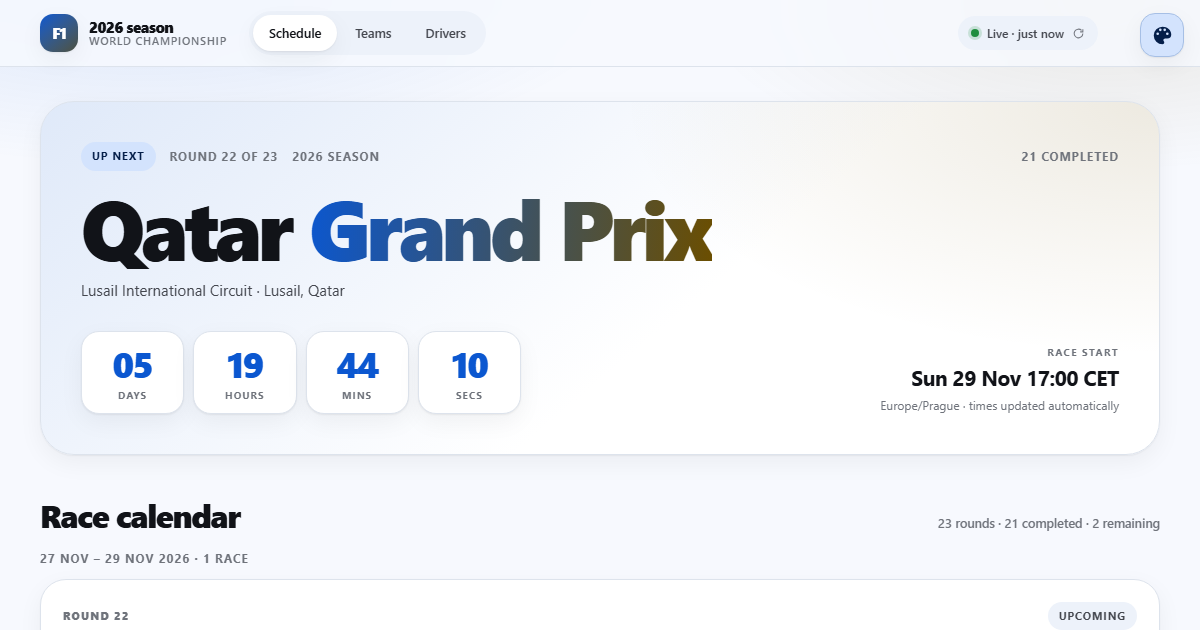 F1
2026 season
WORLD CHAMPIONSHIP
Schedule
Teams
Drivers
Live · just now
UP NEXT
ROUND 22 OF 23
2026 SEASON
21 COMPLETED
Qatar Grand Prix
Lusail International Circuit · Lusail, Qatar
05
DAYS
19
HOURS
44
MINS
10
SECS
RACE START
Sun 29 Nov 17:00 CET
Europe/Prague · times updated automatically
Race calendar
23 rounds · 21 completed · 2 remaining
27 NOV – 29 NOV 2026 · 1 RACE
ROUND 22
UPCOMING